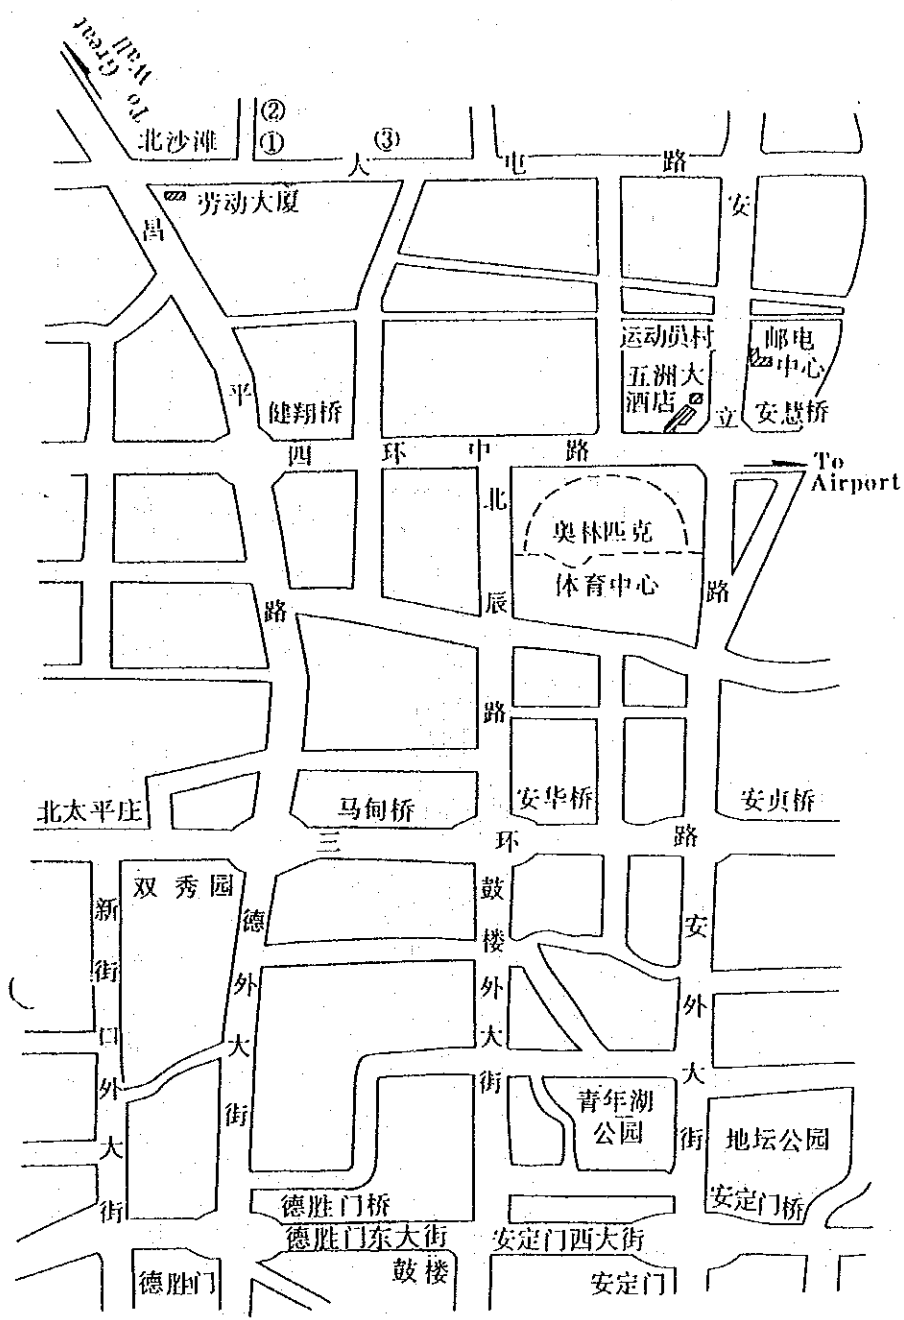 To Great
Wall
②
①
③
北沙滩
大屯路
劳动大厦
昌平路
安立路
运动员村
五洲大
酒店
邮电
中心
健翔桥
安慧桥
四环中路
To
Airport
北辰路
奥林匹克
体育中心
北太平庄
马甸桥
安华桥
安贞桥
三环路
双秀园
新街口外大街
德外大街
鼓楼外大街
安外大街
青年湖
公园
地坛公园
德胜门桥
安定门桥
德胜门东大街
安定门西大街
德胜门
鼓楼
安定门